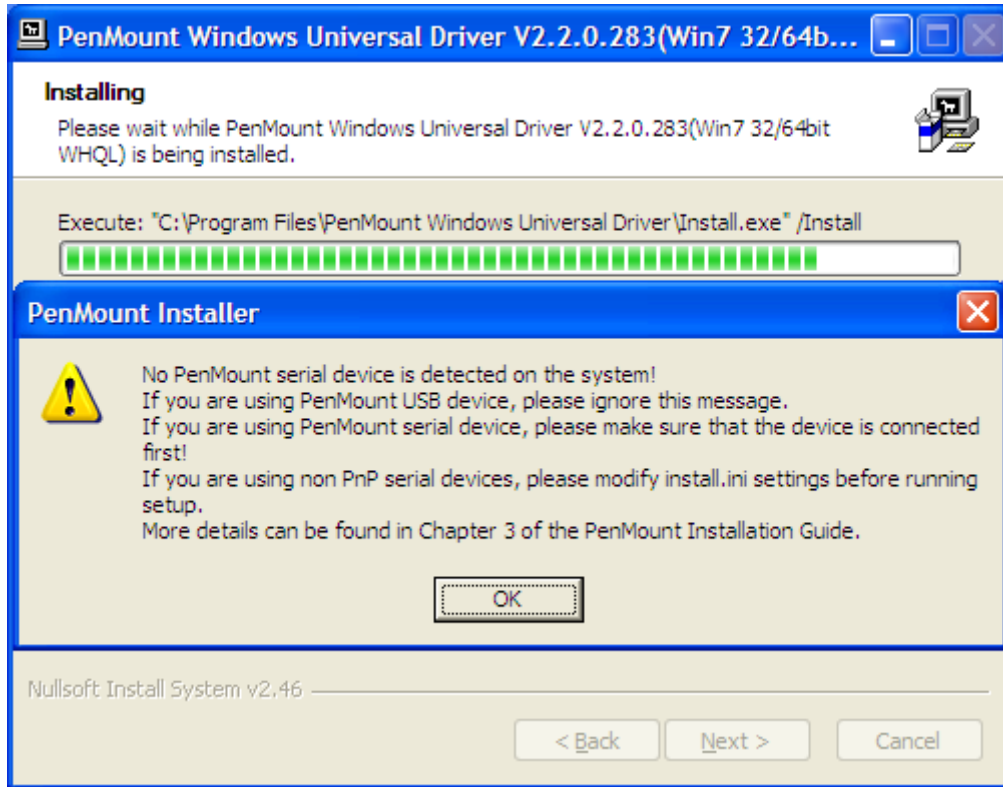 PenMount Windows Universal Driver V2.2.0.283(Win7 32/64b...
Installing
Please wait while PenMount Windows Universal Driver V2.2.0.283(Win7 32/64bit
WHQL) is being installed.
Execute: "C:\Program Files\PenMount Windows Universal Driver\Install.exe" /Install
PenMount Installer
No PenMount serial device is detected on the system!
If you are using PenMount USB device, please ignore this message.
If you are using PenMount serial device, please make sure that the device is connected
first!
If you are using non PnP serial devices, please modify install.ini settings before running
setup.
More details can be found in Chapter 3 of the PenMount Installation Guide.
OK
Nullsoft Install System v2.46
< Back Next > Cancel